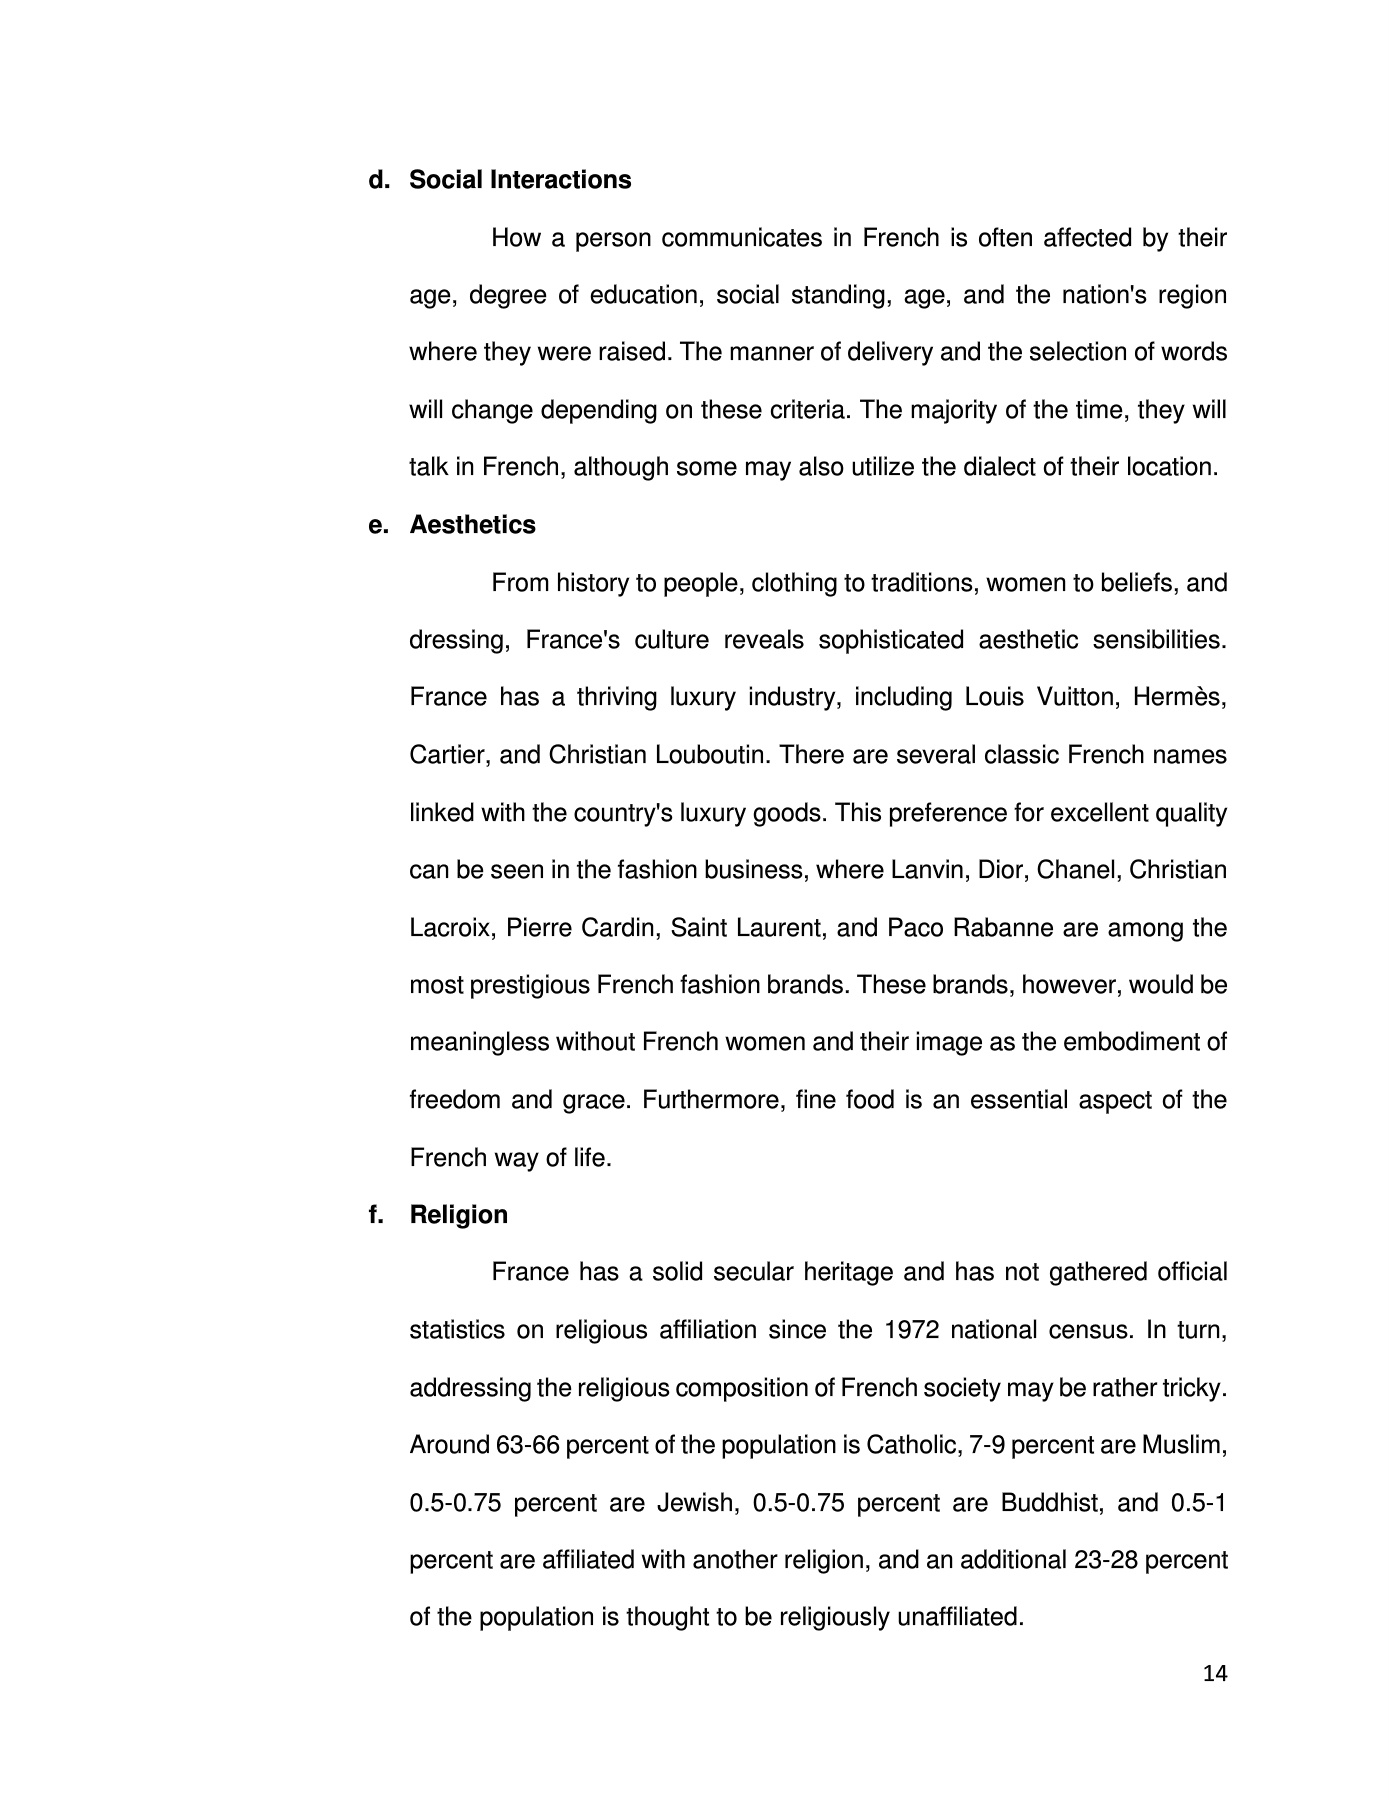 d. Social Interactions
How a person communicates in French is often affected by their
age, degree of education, social standing, age, and the nation's region
where they were raised. The manner of delivery and the selection of words
will change depending on these criteria. The majority of the time, they will
talk in French, although some may also utilize the dialect of their location.
e. Aesthetics
From history to people, clothing to traditions, women to beliefs, and
dressing, France's culture reveals sophisticated aesthetic sensibilities.
France has a thriving luxury industry, including Louis Vuitton, Hermès,
Cartier, and Christian Louboutin. There are several classic French names
linked with the country's luxury goods. This preference for excellent quality
can be seen in the fashion business, where Lanvin, Dior, Chanel, Christian
Lacroix, Pierre Cardin, Saint Laurent, and Paco Rabanne are among the
most prestigious French fashion brands. These brands, however, would be
meaningless without French women and their image as the embodiment of
freedom and grace. Furthermore, fine food is an essential aspect of the
French way of life.
f. Religion
France has a solid secular heritage and has not gathered official
statistics on religious affiliation since the 1972 national census. In turn,
addressing the religious composition of French society may be rather tricky.
Around 63-66 percent of the population is Catholic, 7-9 percent are Muslim,
0.5-0.75 percent are Jewish, 0.5-0.75 percent are Buddhist, and 0.5-1
percent are affiliated with another religion, and an additional 23-28 percent
of the population is thought to be religiously unaffiliated.
14